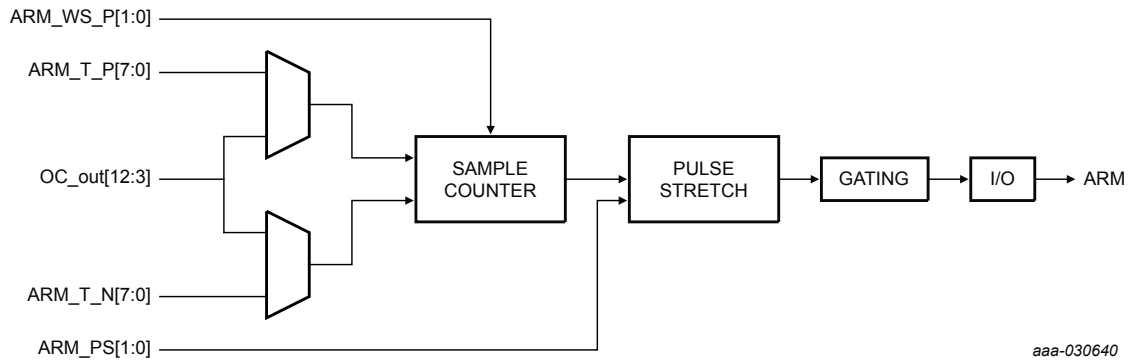 ARM_WS_P[1:0]
ARM_T_P[7:0]
OC_out[12:3]
ARM_T_N[7:0]
ARM_PS[1:0]
SAMPLE
COUNTER
PULSE
STRETCH
GATING
I/O
ARM
aaa-030640